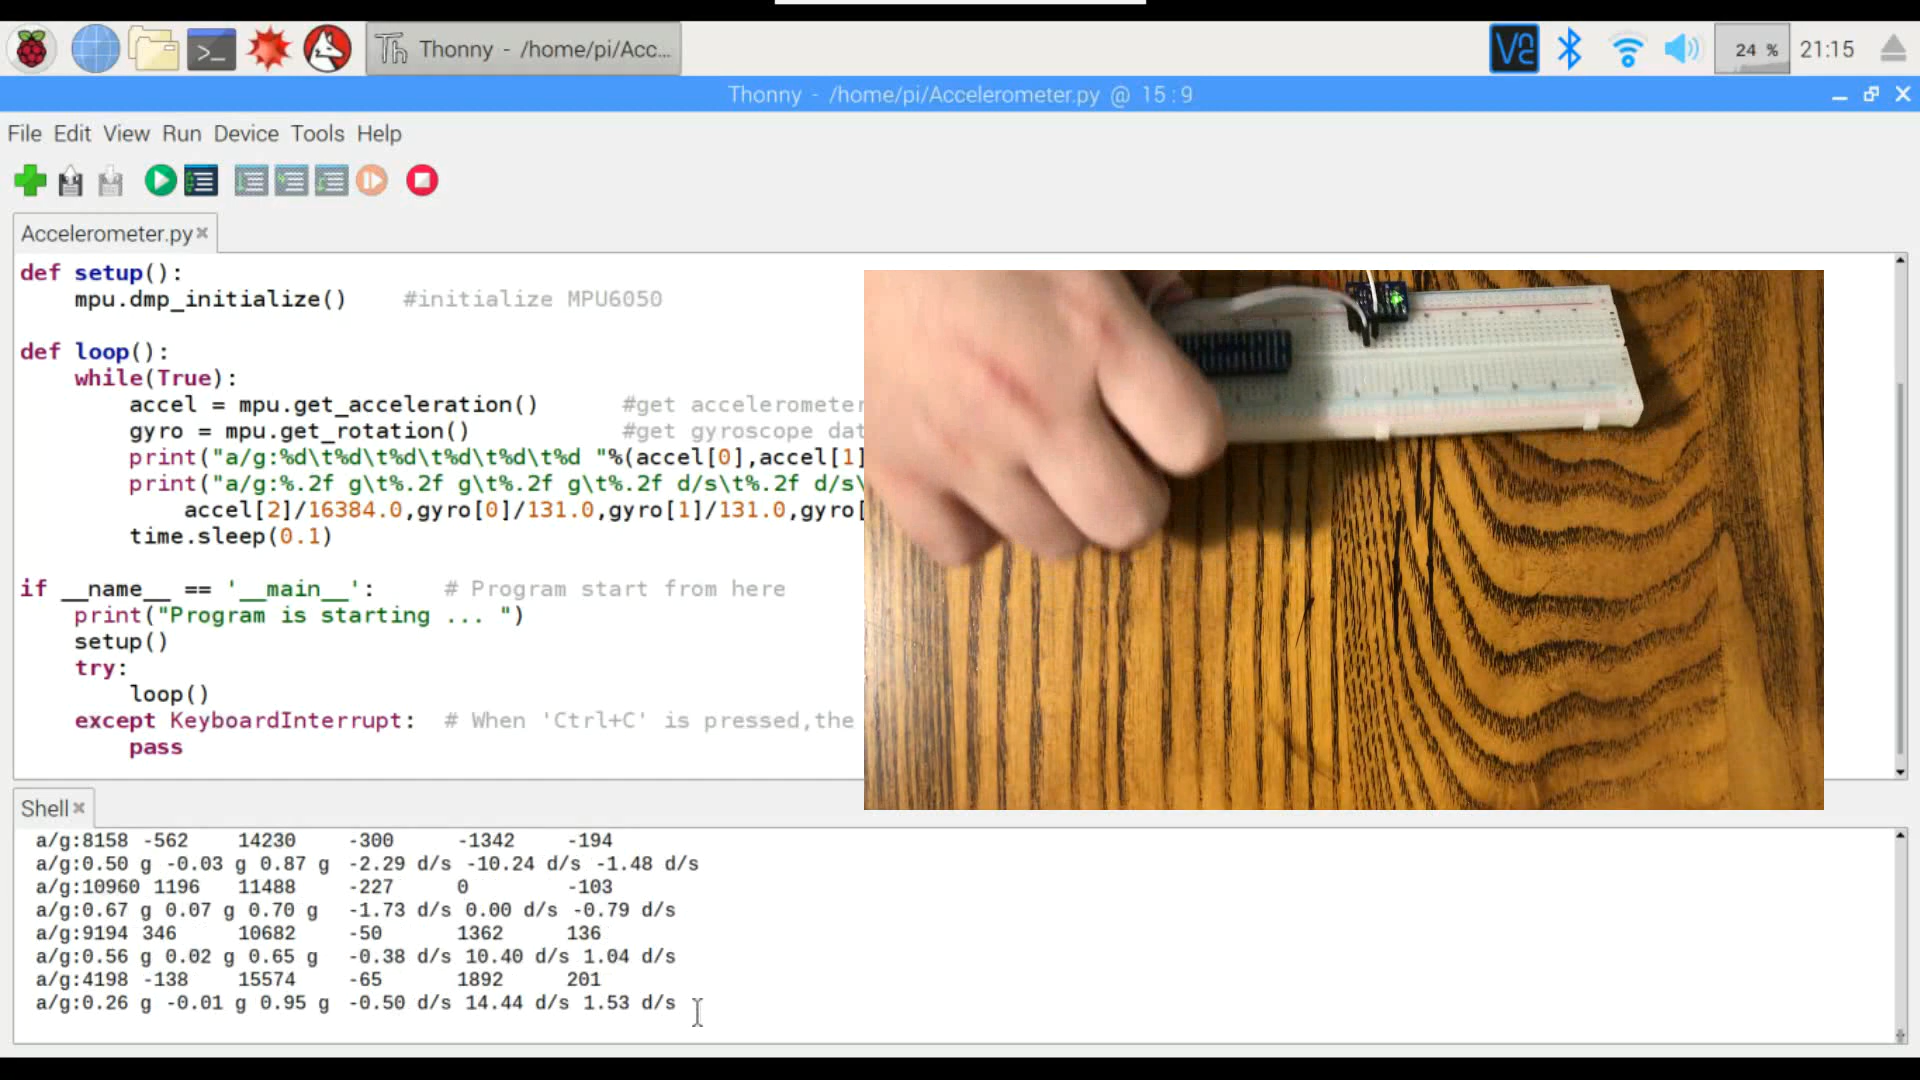 Thonny - /home/pi/Acc...
24 %
21:15
Thonny - /home/pi/Accelerometer.py @ 15:9
File Edit View Run Device Tools Help
Accelerometer.py
def setup():
    mpu.dmp_initialize()    #initialize MPU6050
def loop():
    while(True):
        accel = mpu.get_acceleration()      #get accelerometer
        gyro = mpu.get_rotation()           #get gyroscope dat
        print("a/g:%d\t%d\t%d\t%d\t%d\t%d "%(accel[0],accel[1]
        print("a/g:%.2f g\t%.2f g\t%.2f g\t%.2f d/s\t%.2f d/s\
            accel[2]/16384.0,gyro[0]/131.0,gyro[1]/131.0,gyro[
        time.sleep(0.1)
if __name__ == '__main__':     # Program start from here
    print("Program is starting ... ")
    setup()
    try:
        loop()
    except KeyboardInterrupt:  # When 'Ctrl+C' is pressed,the
        pass
Shell
a/g:8158 -562 14230 -300 -1342 -194
a/g:0.50 g -0.03 g 0.87 g -2.29 d/s -10.24 d/s -1.48 d/s
a/g:10960 1196 11488 -227 0 -103
a/g:0.67 g 0.07 g 0.70 g -1.73 d/s 0.00 d/s -0.79 d/s
a/g:9194 346 10682 -50 1362 136
a/g:0.56 g 0.02 g 0.65 g -0.38 d/s 10.40 d/s 1.04 d/s
a/g:4198 -138 15574 -65 1892 201
a/g:0.26 g -0.01 g 0.95 g -0.50 d/s 14.44 d/s 1.53 d/s